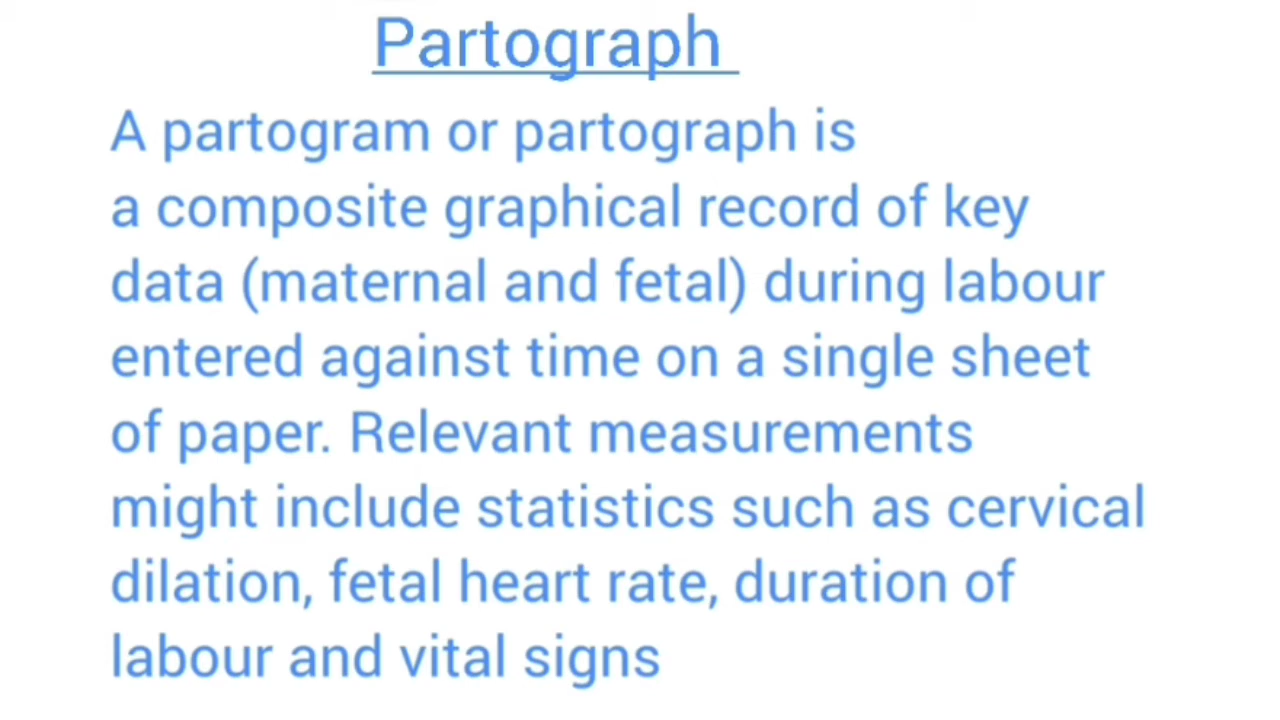 Partograph
A partogram or partograph is
a composite graphical record of key
data (maternal and fetal) during labour
entered against time on a single sheet
of paper. Relevant measurements
might include statistics such as cervical
dilation, fetal heart rate, duration of
labour and vital signs